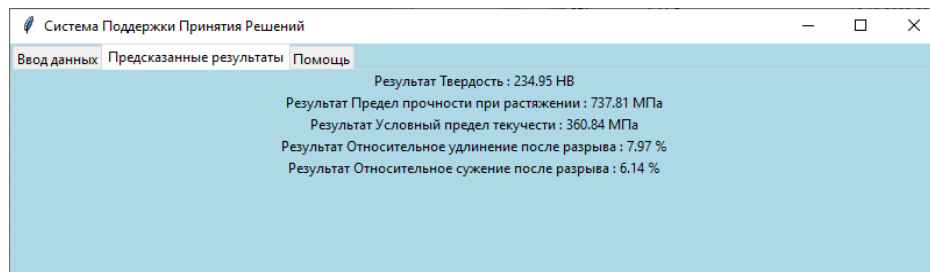 Система Поддержки Принятия Решений
Ввод данных Предсказанные результаты Помощь
Результат Твердость : 234.95 HB
Результат Предел прочности при растяжении : 737.81 МПа
Результат Условный предел текучести : 360.84 МПа
Результат Относительное удлинение после разрыва : 7.97 %
Результат Относительное сужение после разрыва : 6.14 %